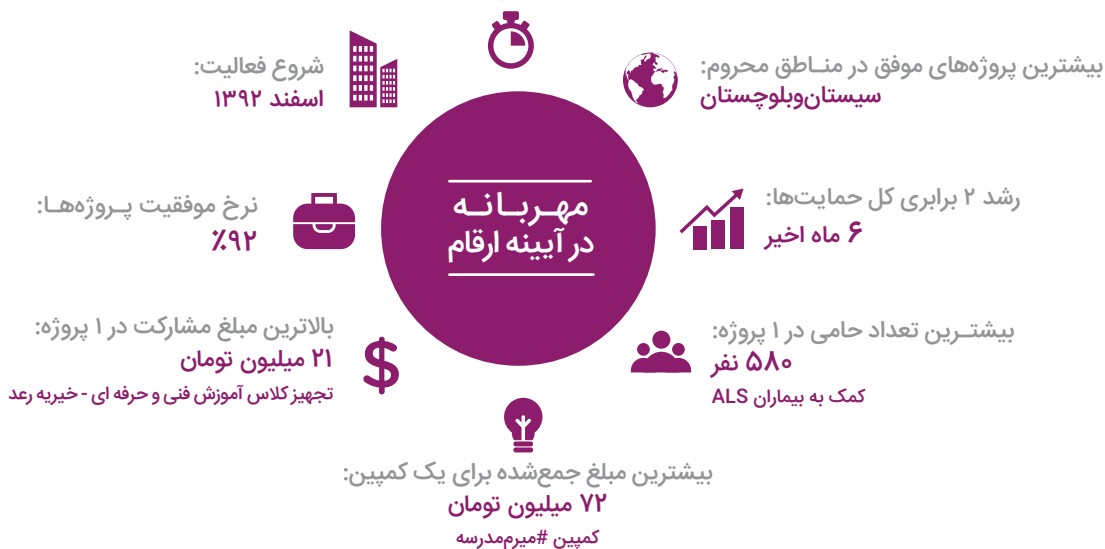 مهربانه
در آیینه ارقام
بیشترین پروژه‌های موفق در مناطق محروم:
سیستان‌وبلوچستان
رشد ۲ برابری کل حمایت‌ها:
۶ ماه اخیر
بیشترین تعداد حامی در ۱ پروژه:
۵۸۰ نفر
کمک به بیماران ALS
بیشترین مبلغ جمع‌شده برای یک کمپین:
۷۲ میلیون تومان
کمپین #میرم‌مدرسه
شروع فعالیت:
اسفند ۱۳۹۲
نرخ موفقیت پروژه‌ها:
۹۲٪
بالاترین مبلغ مشارکت در ۱ پروژه:
۲۱ میلیون تومان
تجهیز کلاس آموزش فنی و حرفه ای - خیریه رعد